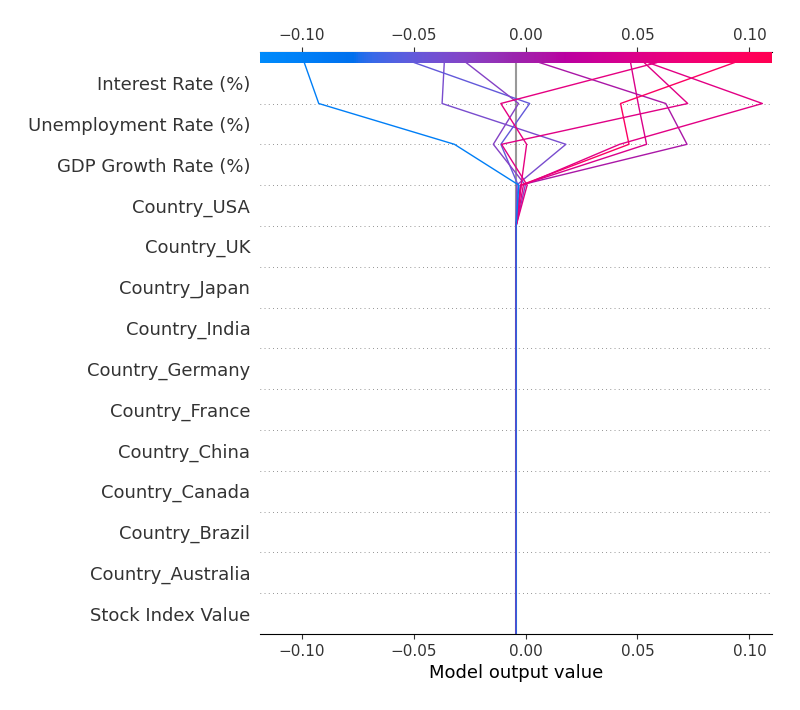 −0.10 −0.05 0.00 0.05 0.10
Interest Rate (%)
Unemployment Rate (%)
GDP Growth Rate (%)
Country_USA
Country_UK
Country_Japan
Country_India
Country_Germany
Country_France
Country_China
Country_Canada
Country_Brazil
Country_Australia
Stock Index Value
−0.10 −0.05 0.00 0.05 0.10
Model output value